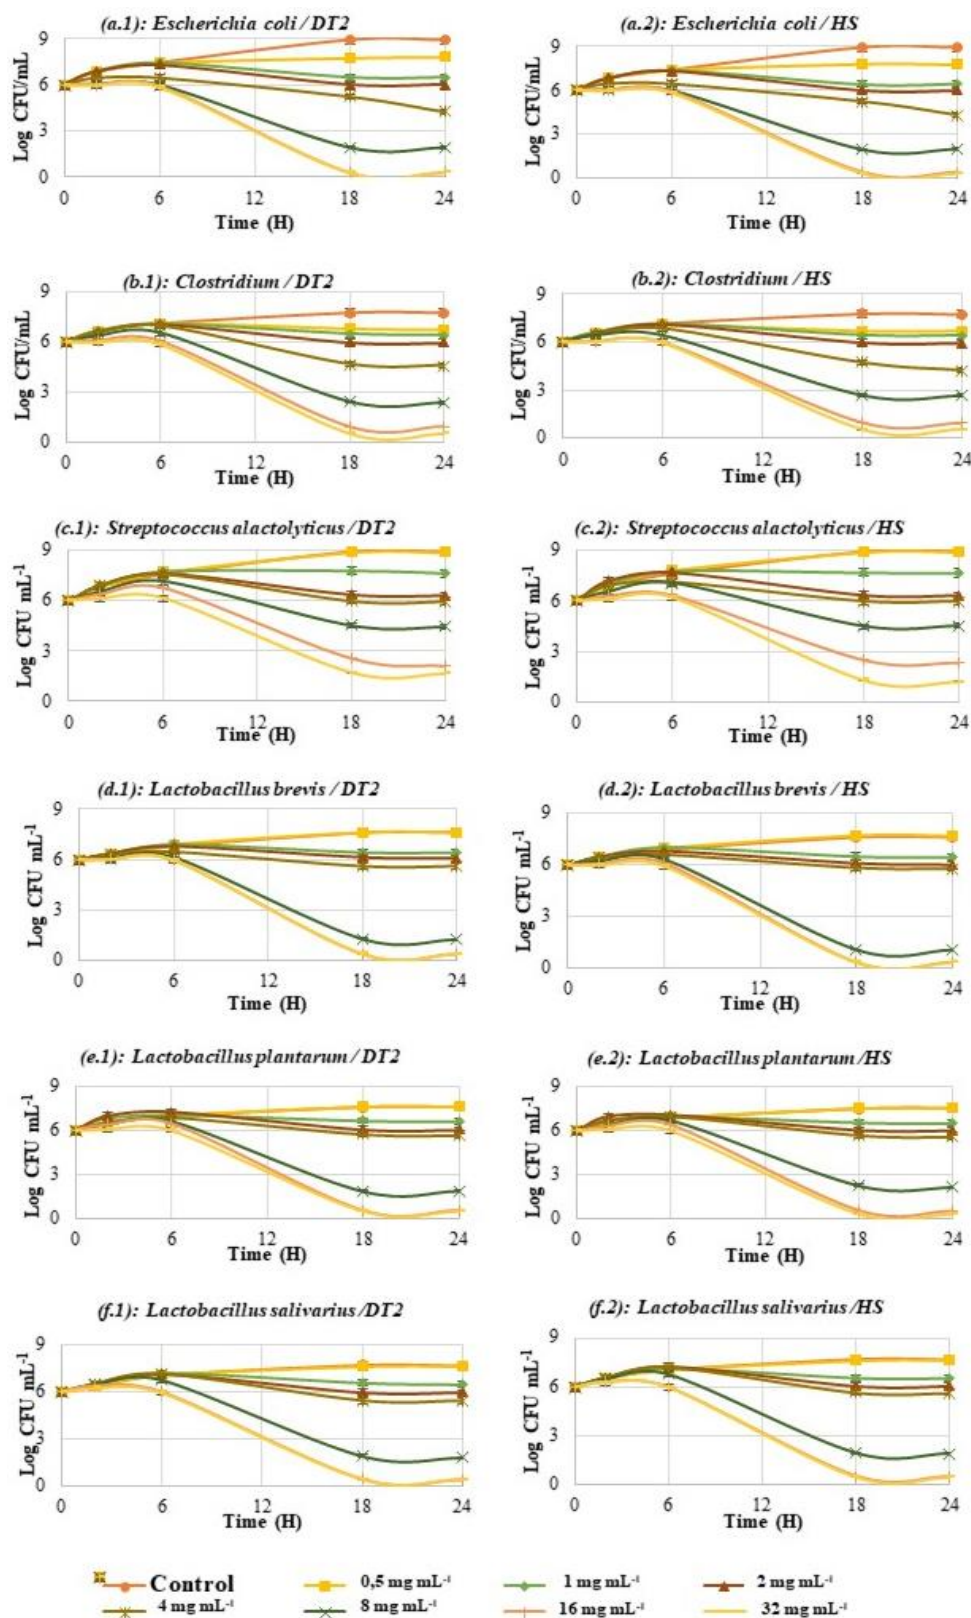 (a.1): Escherichia coli / DT2
9
6
3
0
Log CFU/mL
0 6 12 18 24
Time (H)
(a.2): Escherichia coli / HS
9
6
3
0
Log CFU/mL
0 6 12 18 24
Time (H)
(b.1): Clostridium / DT2
9
6
3
0
Log CFU/mL
0 6 12 18 24
Time (H)
(b.2): Clostridium / HS
9
6
3
0
Log CFU/mL
0 6 12 18 24
Time (H)
(c.1): Streptococcus alactolyticus / DT2
9
6
3
0
Log CFU mL-1
0 6 12 18 24
Time (H)
(c.2): Streptococcus alactolyticus / HS
9
6
3
0
Log CFU mL-1
0 6 12 18 24
Time (H)
(d.1): Lactobacillus brevis / DT2
9
6
3
0
Log CFU mL-1
0 6 12 18 24
Time (H)
(d.2): Lactobacillus brevis / HS
9
6
3
0
Log CFU mL-1
0 6 12 18 24
Time (H)
(e.1): Lactobacillus plantarum / DT2
9
6
3
0
Log CFU mL-1
0 6 12 18 24
Time (H)
(e.2): Lactobacillus plantarum /HS
9
6
3
0
Log CFU mL-1
0 6 12 18 24
Time (H)
(f.1): Lactobacillus salivarius /DT2
9
6
3
0
Log CFU mL-1
0 6 12 18 24
Time (H)
(f.2): Lactobacillus salivarius /HS
9
6
3
0
Log CFU mL-1
0 6 12 18 24
Time (H)
Control 0,5 mg mL-1 1 mg mL-1 2 mg mL-1
4 mg mL-1 8 mg mL-1 16 mg mL-1 32 mg mL-1